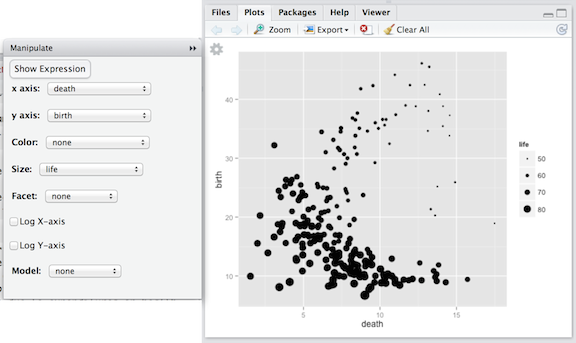 Manipulate
Show Expression
x axis: death
y axis: birth
Color: none
Size: life
Facet: none
Log X-axis
Log Y-axis
Model: none
Files Plots Packages Help Viewer
Zoom Export Clear All
40
30
20
10
birth
5 10 15
death
life
50
60
70
80